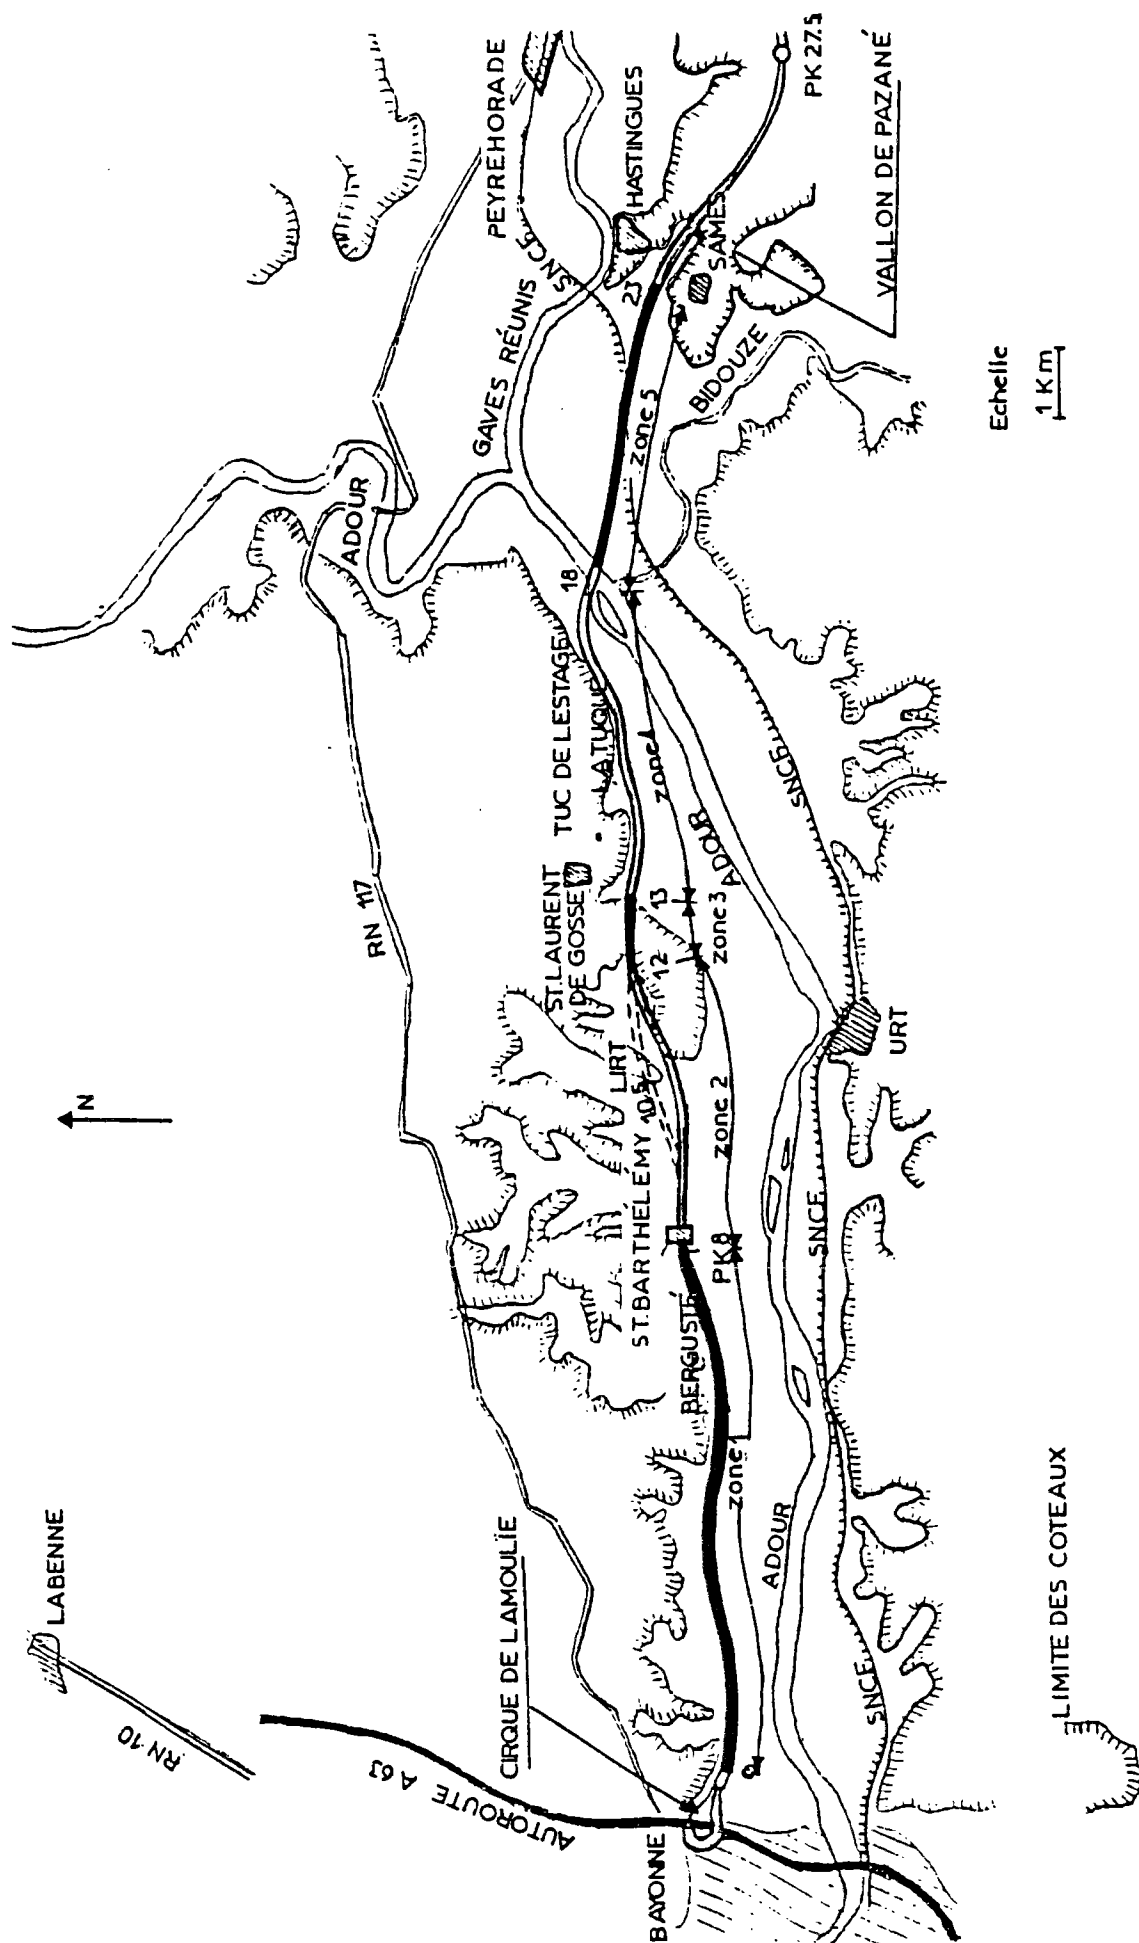 LABENNE
RN 10
AUTOROUTE A 63
CIRQUE DE LAMOULIE
BAYONNE
N
RN 117
ADOUR
PEYREHORADE
SNCF
GAVES RÉUNIS
HASTINGUES
23
SAMES
PK 27.5
VALLON DE PAZANÉ
BIDOUZE
zone 5
18
TUC DE LESTAGE
LATUQUE
ST. LAURENT
DE GOSSE
zone 4
13
12
zone 3
LIRT
10.5
ST. BARTHELEMY
zone 2
PK 8
BERGUSTÉ
zone 1
0
ADOUR
ADOUR
SNCF
SNCF
SNCF
URT
Echelle
1 Km
LIMITE DES COTEAUX